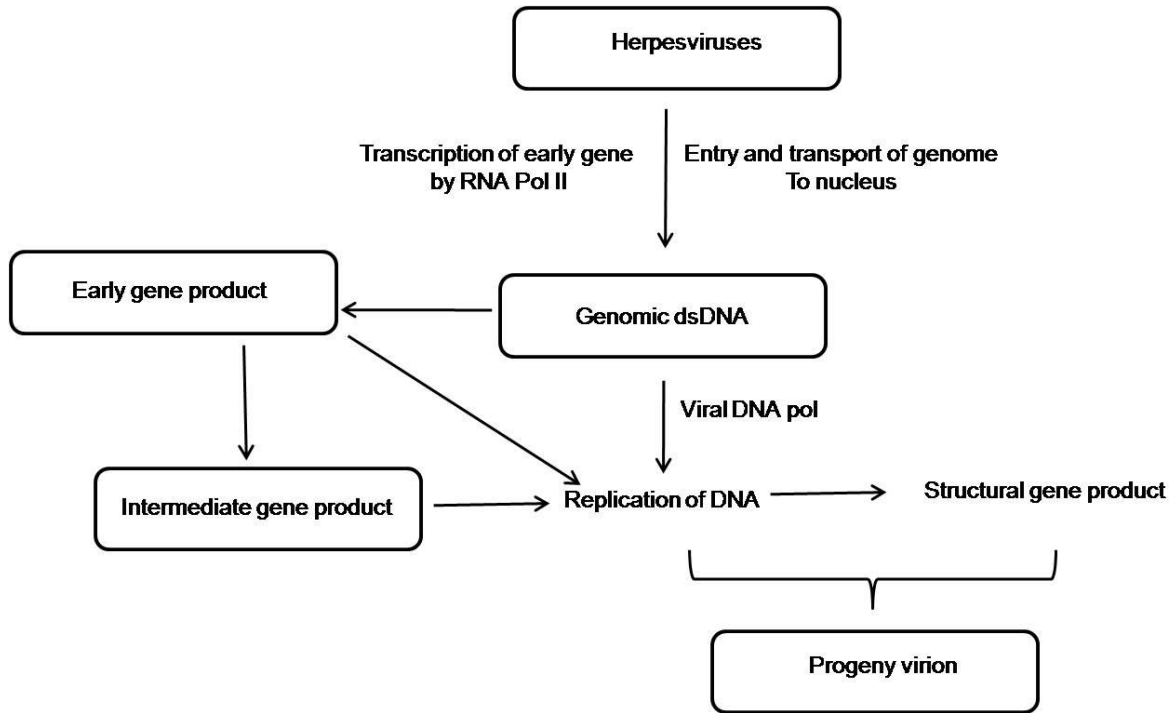 Herpesviruses
Transcription of early gene
by RNA Pol II
Entry and transport of genome
To nucleus
Early gene product
Genomic dsDNA
Viral DNA pol
Intermediate gene product
Replication of DNA
Structural gene product
Progeny virion